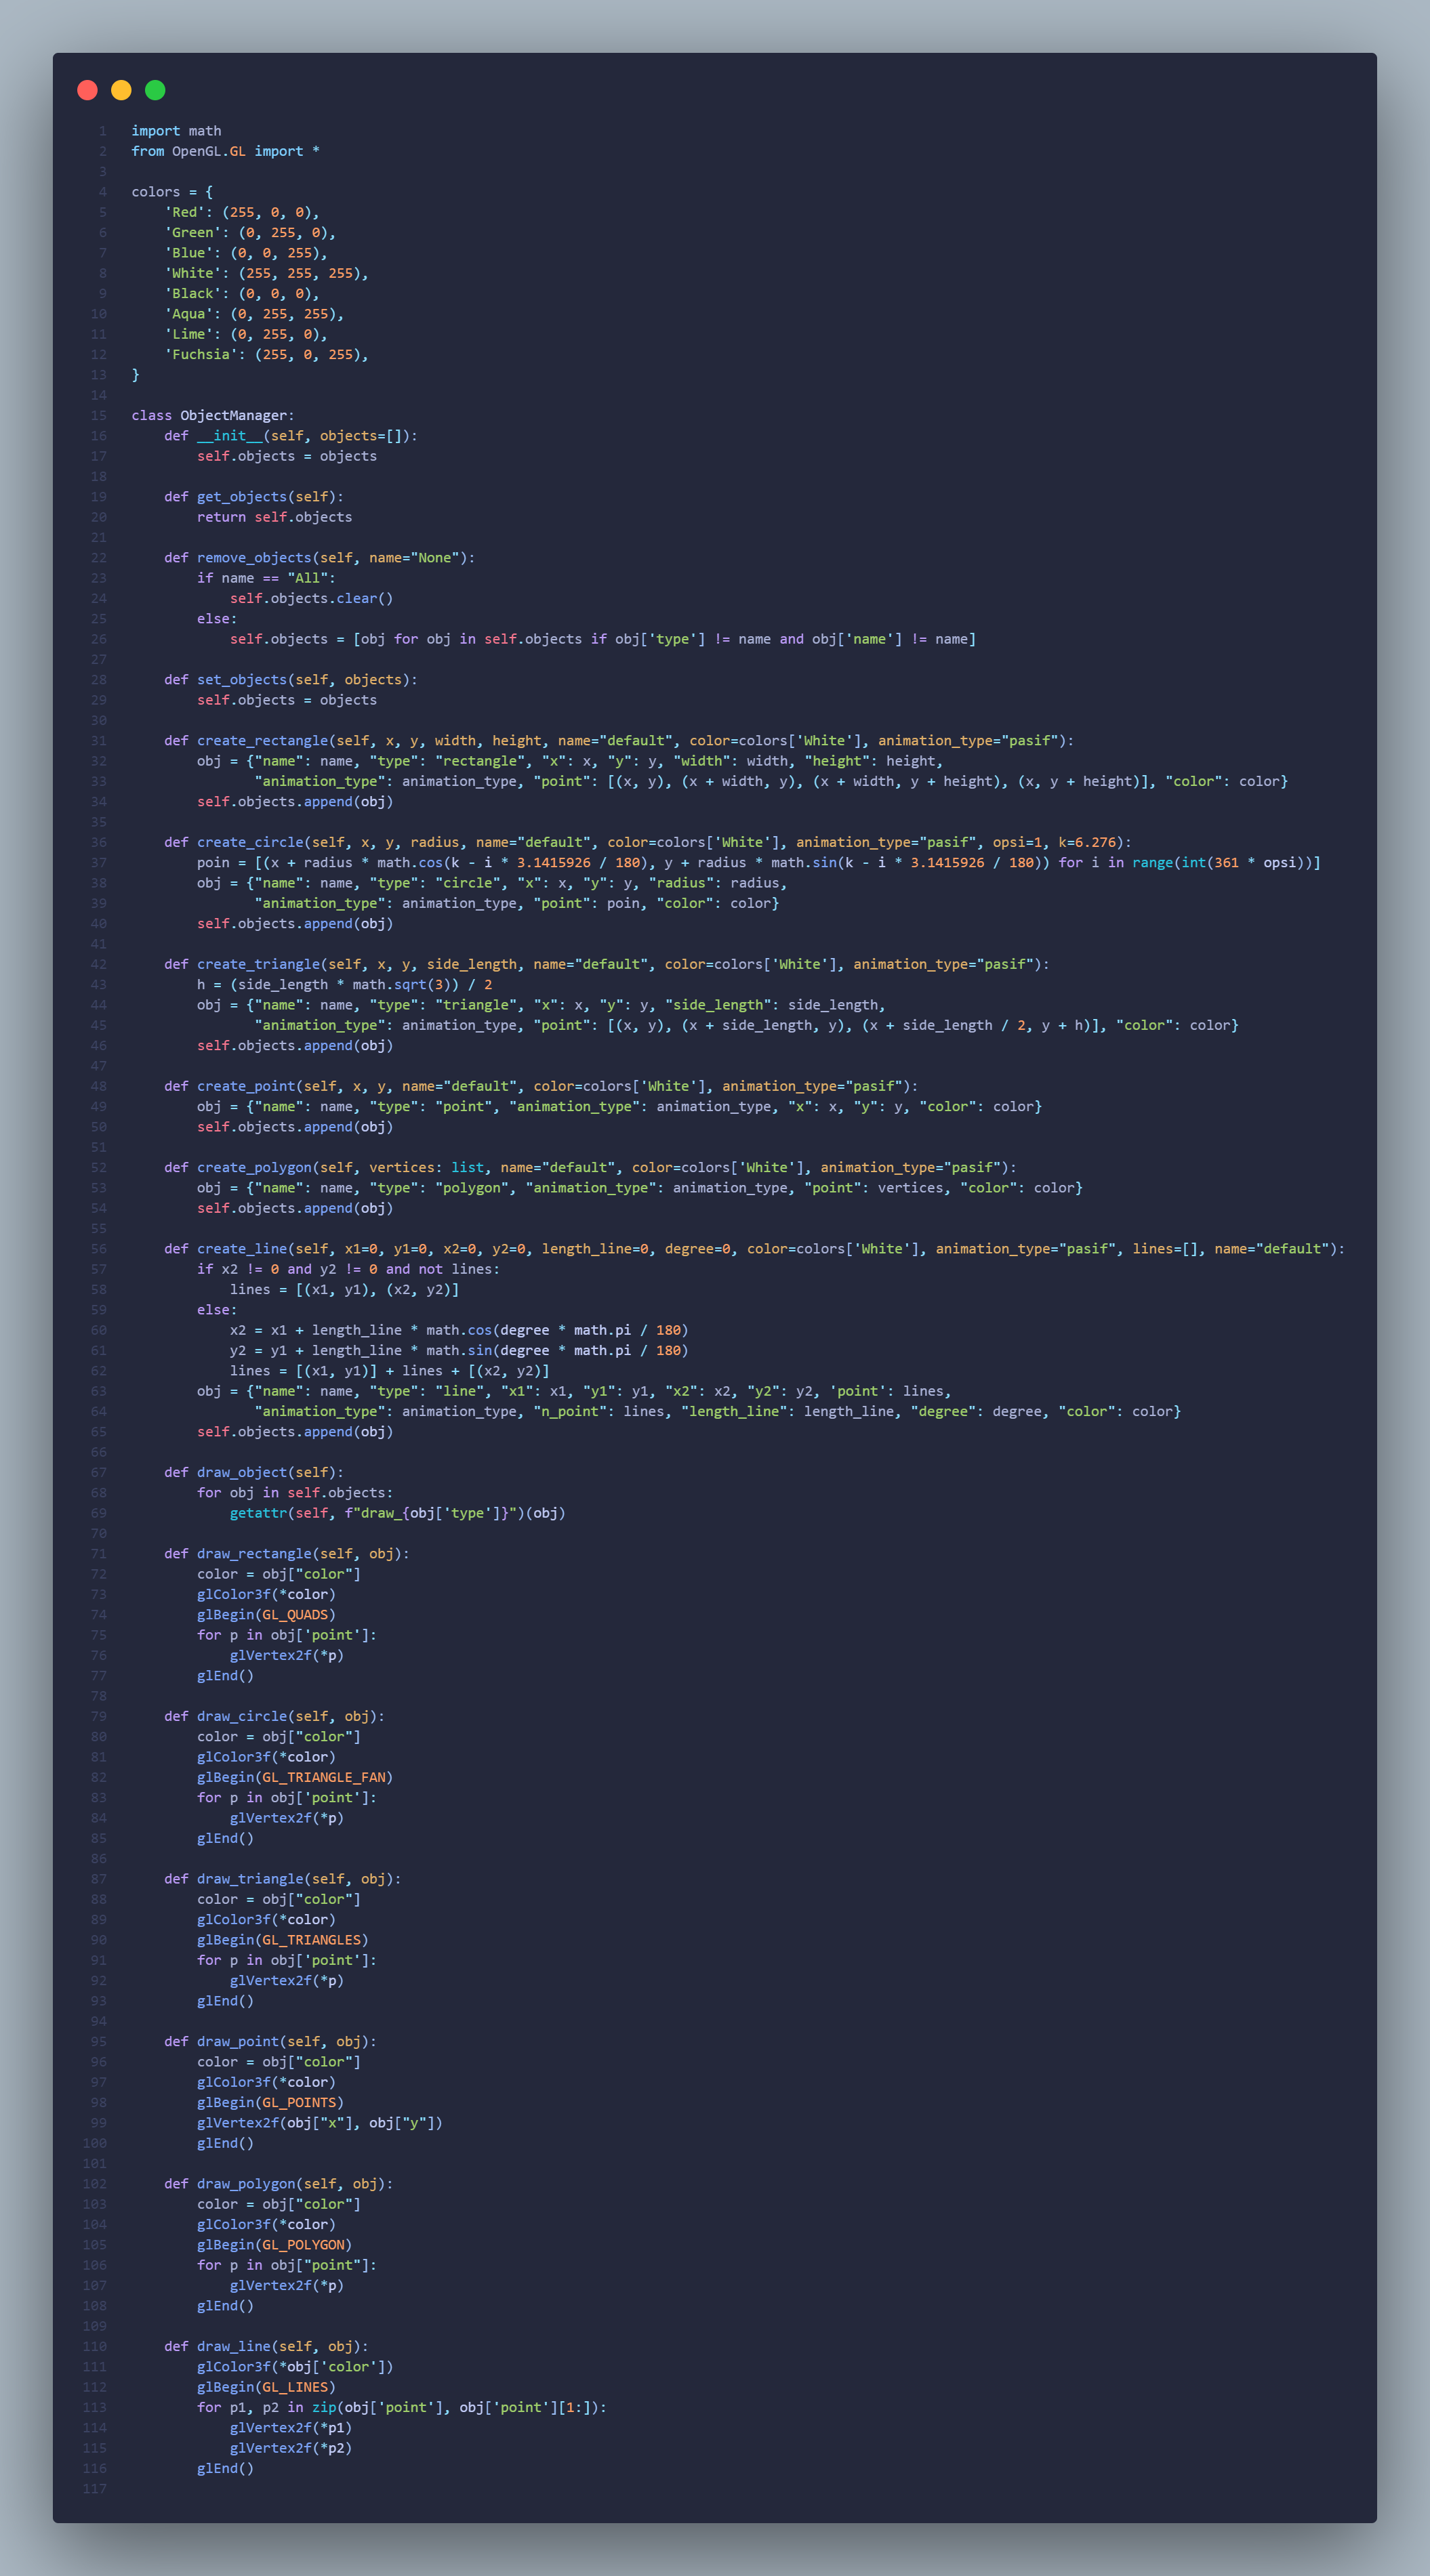 1 import math
2 from OpenGL.GL import *
3
4 colors = {
5     'Red': (255, 0, 0),
6     'Green': (0, 255, 0),
7     'Blue': (0, 0, 255),
8     'White': (255, 255, 255),
9     'Black': (0, 0, 0),
10     'Aqua': (0, 255, 255),
11     'Lime': (0, 255, 0),
12     'Fuchsia': (255, 0, 255),
13 }
14
15 class ObjectManager:
16     def __init__(self, objects=[]):
17         self.objects = objects
18
19     def get_objects(self):
20         return self.objects
21
22     def remove_objects(self, name="None"):
23         if name == "All":
24             self.objects.clear()
25         else:
26             self.objects = [obj for obj in self.objects if obj['type'] != name and obj['name'] != name]
27
28     def set_objects(self, objects):
29         self.objects = objects
30
31     def create_rectangle(self, x, y, width, height, name="default", color=colors['White'], animation_type="pasif"):
32         obj = {"name": name, "type": "rectangle", "x": x, "y": y, "width": width, "height": height,
33                "animation_type": animation_type, "point": [(x, y), (x + width, y), (x + width, y + height), (x, y + height)], "color": color}
34         self.objects.append(obj)
35
36     def create_circle(self, x, y, radius, name="default", color=colors['White'], animation_type="pasif", opsi=1, k=6.276):
37         poin = [(x + radius * math.cos(k - i * 3.1415926 / 180), y + radius * math.sin(k - i * 3.1415926 / 180)) for i in range(int(361 * opsi))]
38         obj = {"name": name, "type": "circle", "x": x, "y": y, "radius": radius,
39                "animation_type": animation_type, "point": poin, "color": color}
40         self.objects.append(obj)
41
42     def create_triangle(self, x, y, side_length, name="default", color=colors['White'], animation_type="pasif"):
43         h = (side_length * math.sqrt(3)) / 2
44         obj = {"name": name, "type": "triangle", "x": x, "y": y, "side_length": side_length,
45                "animation_type": animation_type, "point": [(x, y), (x + side_length, y), (x + side_length / 2, y + h)], "color": color}
46         self.objects.append(obj)
47
48     def create_point(self, x, y, name="default", color=colors['White'], animation_type="pasif"):
49         obj = {"name": name, "type": "point", "animation_type": animation_type, "x": x, "y": y, "color": color}
50         self.objects.append(obj)
51
52     def create_polygon(self, vertices: list, name="default", color=colors['White'], animation_type="pasif"):
53         obj = {"name": name, "type": "polygon", "animation_type": animation_type, "point": vertices, "color": color}
54         self.objects.append(obj)
55
56     def create_line(self, x1=0, y1=0, x2=0, y2=0, length_line=0, degree=0, color=colors['White'], animation_type="pasif", lines=[], name="default"):
57         if x2 != 0 and y2 != 0 and not lines:
58             lines = [(x1, y1), (x2, y2)]
59         else:
60             x2 = x1 + length_line * math.cos(degree * math.pi / 180)
61             y2 = y1 + length_line * math.sin(degree * math.pi / 180)
62             lines = [(x1, y1)] + lines + [(x2, y2)]
63         obj = {"name": name, "type": "line", "x1": x1, "y1": y1, "x2": x2, "y2": y2, 'point': lines,
64                "animation_type": animation_type, "n_point": lines, "length_line": length_line, "degree": degree, "color": color}
65         self.objects.append(obj)
66
67     def draw_object(self):
68         for obj in self.objects:
69             getattr(self, f"draw_{obj['type']}")(obj)
70
71     def draw_rectangle(self, obj):
72         color = obj["color"]
73         glColor3f(*color)
74         glBegin(GL_QUADS)
75         for p in obj['point']:
76             glVertex2f(*p)
77         glEnd()
78
79     def draw_circle(self, obj):
80         color = obj["color"]
81         glColor3f(*color)
82         glBegin(GL_TRIANGLE_FAN)
83         for p in obj['point']:
84             glVertex2f(*p)
85         glEnd()
86
87     def draw_triangle(self, obj):
88         color = obj["color"]
89         glColor3f(*color)
90         glBegin(GL_TRIANGLES)
91         for p in obj['point']:
92             glVertex2f(*p)
93         glEnd()
94
95     def draw_point(self, obj):
96         color = obj["color"]
97         glColor3f(*color)
98         glBegin(GL_POINTS)
99         glVertex2f(obj["x"], obj["y"])
100         glEnd()
101
102     def draw_polygon(self, obj):
103         color = obj["color"]
104         glColor3f(*color)
105         glBegin(GL_POLYGON)
106         for p in obj["point"]:
107             glVertex2f(*p)
108         glEnd()
109
110     def draw_line(self, obj):
111         glColor3f(*obj['color'])
112         glBegin(GL_LINES)
113         for p1, p2 in zip(obj['point'], obj['point'][1:]):
114             glVertex2f(*p1)
115             glVertex2f(*p2)
116         glEnd()
117